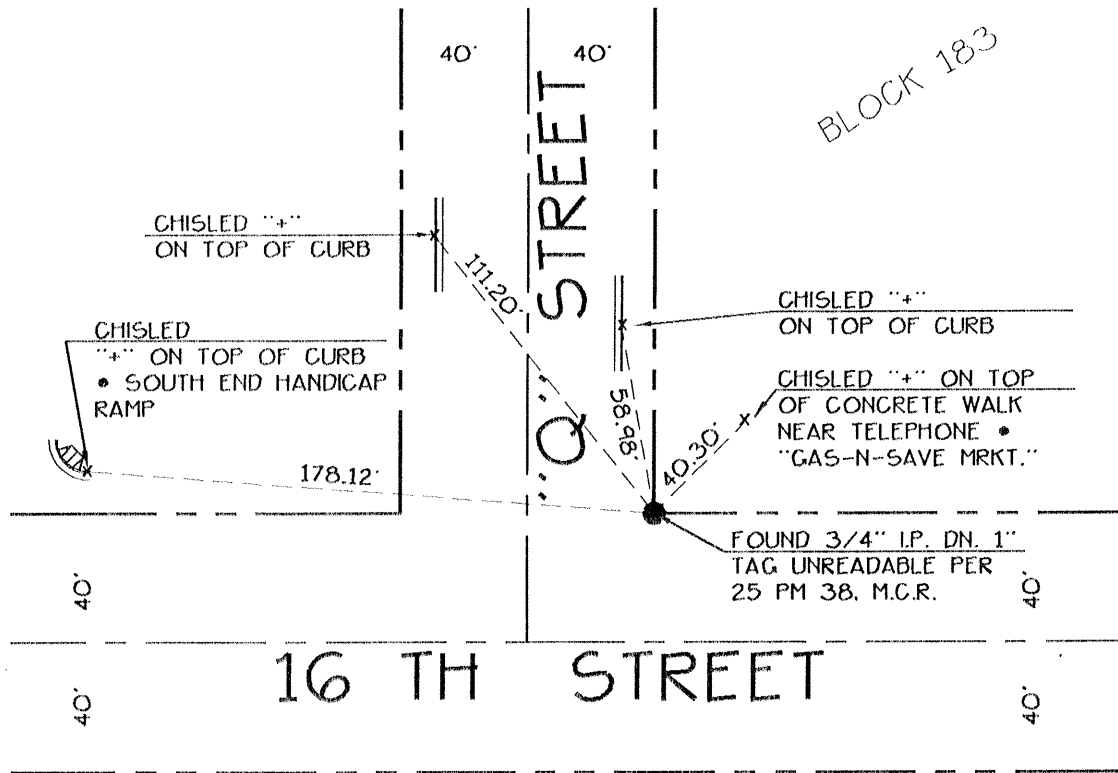 40'
40'
BLOCK 183
"Q" STREET
CHISLED "+"
ON TOP OF CURB
111.20'
CHISLED "+"
ON TOP OF CURB
CHISLED
"+" ON TOP OF CURB
• SOUTH END HANDICAP
RAMP
58.98'
CHISLED "+" ON TOP
OF CONCRETE WALK
NEAR TELEPHONE •
"GAS-N-SAVE MRKT."
40.30'
178.12'
FOUND 3/4" I.P. DN. 1"
TAG UNREADABLE PER
25 PM 38, M.C.R.
40'
40'
16 TH STREET
40'
40'